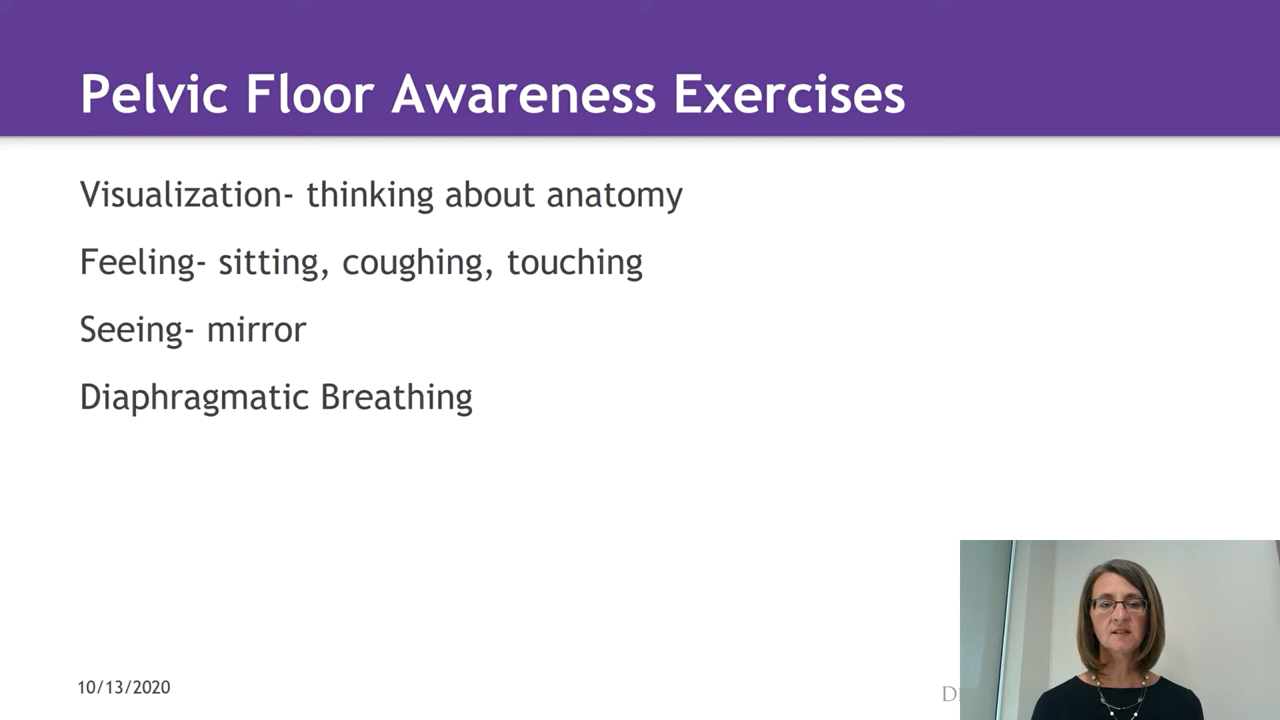 Pelvic Floor Awareness Exercises
Visualization- thinking about anatomy
Feeling- sitting, coughing, touching
Seeing- mirror
Diaphragmatic Breathing
10/13/2020